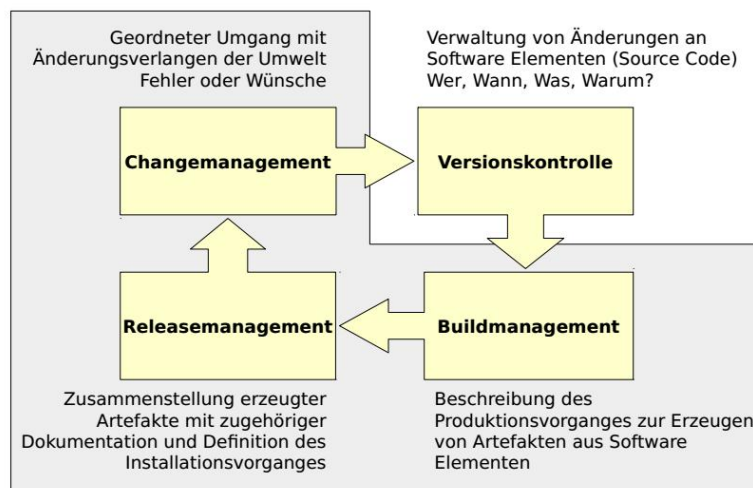 Geordneter Umgang mit
Änderungsverlangen der Umwelt
Fehler oder Wünsche
Verwaltung von Änderungen an
Software Elementen (Source Code)
Wer, Wann, Was, Warum?
Changemanagement
Versionskontrolle
Releasemanagement
Buildmanagement
Zusammenstellung erzeugter
Artefakte mit zugehöriger
Dokumentation und Definition des
Installationsvorganges
Beschreibung des
Produktionsvorganges zur Erzeugen
von Artefakten aus Software
Elementen